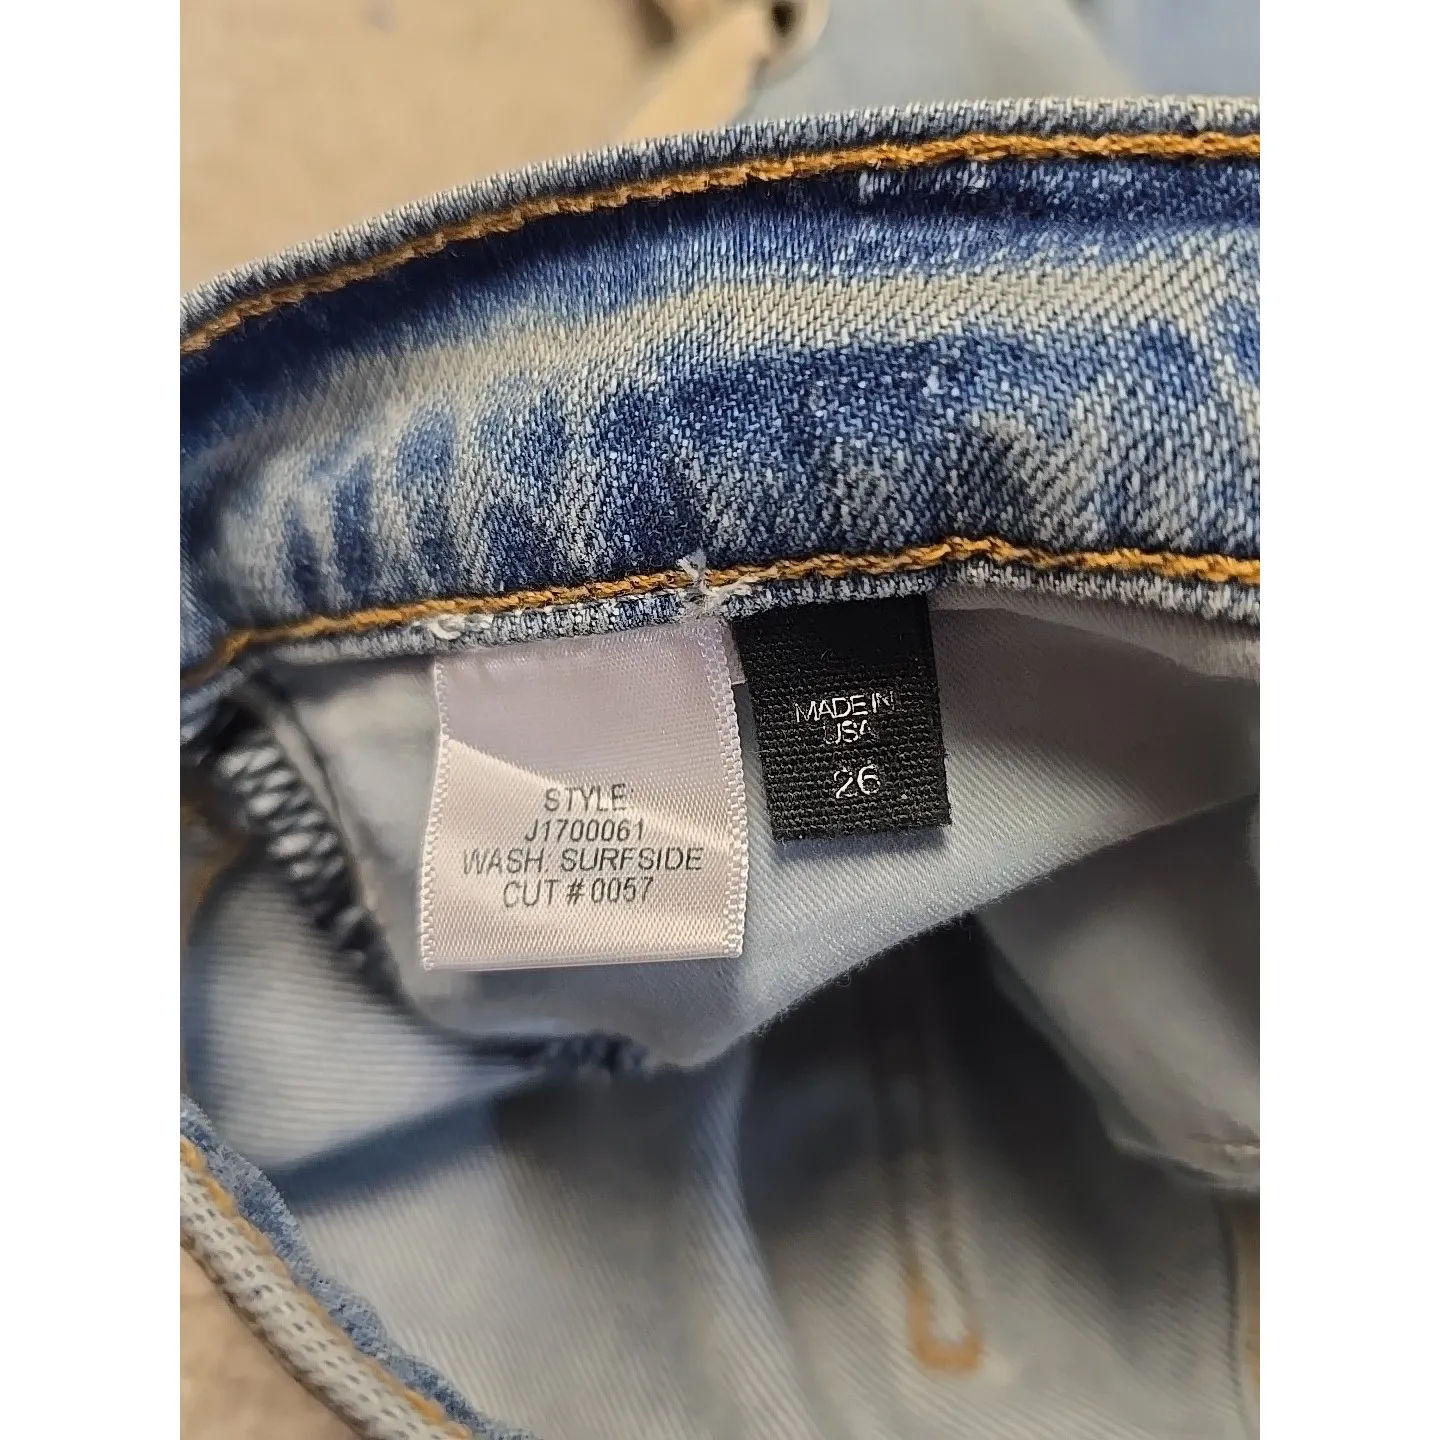 STYLE:
J1700061
WASH: SURFSIDE
CUT # 0057
MADE IN
USA
26